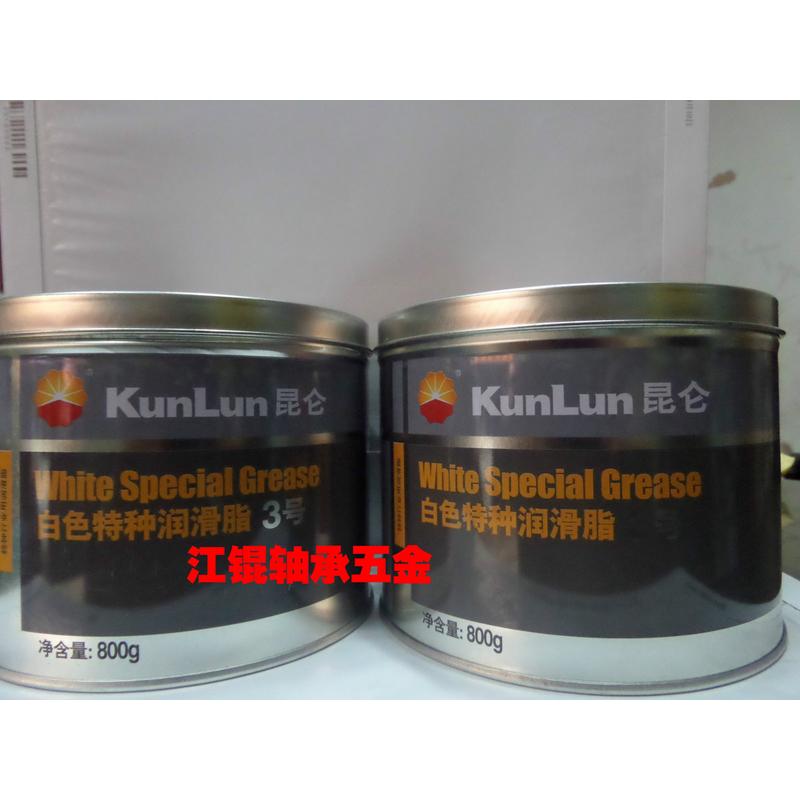 KunLun 昆仑
White Special Grease
白色特种润滑脂 3号
净含量: 800g
KunLun 昆仑
White Special Grease
白色特种润滑脂 号
净含量: 800g
江锟轴承五金